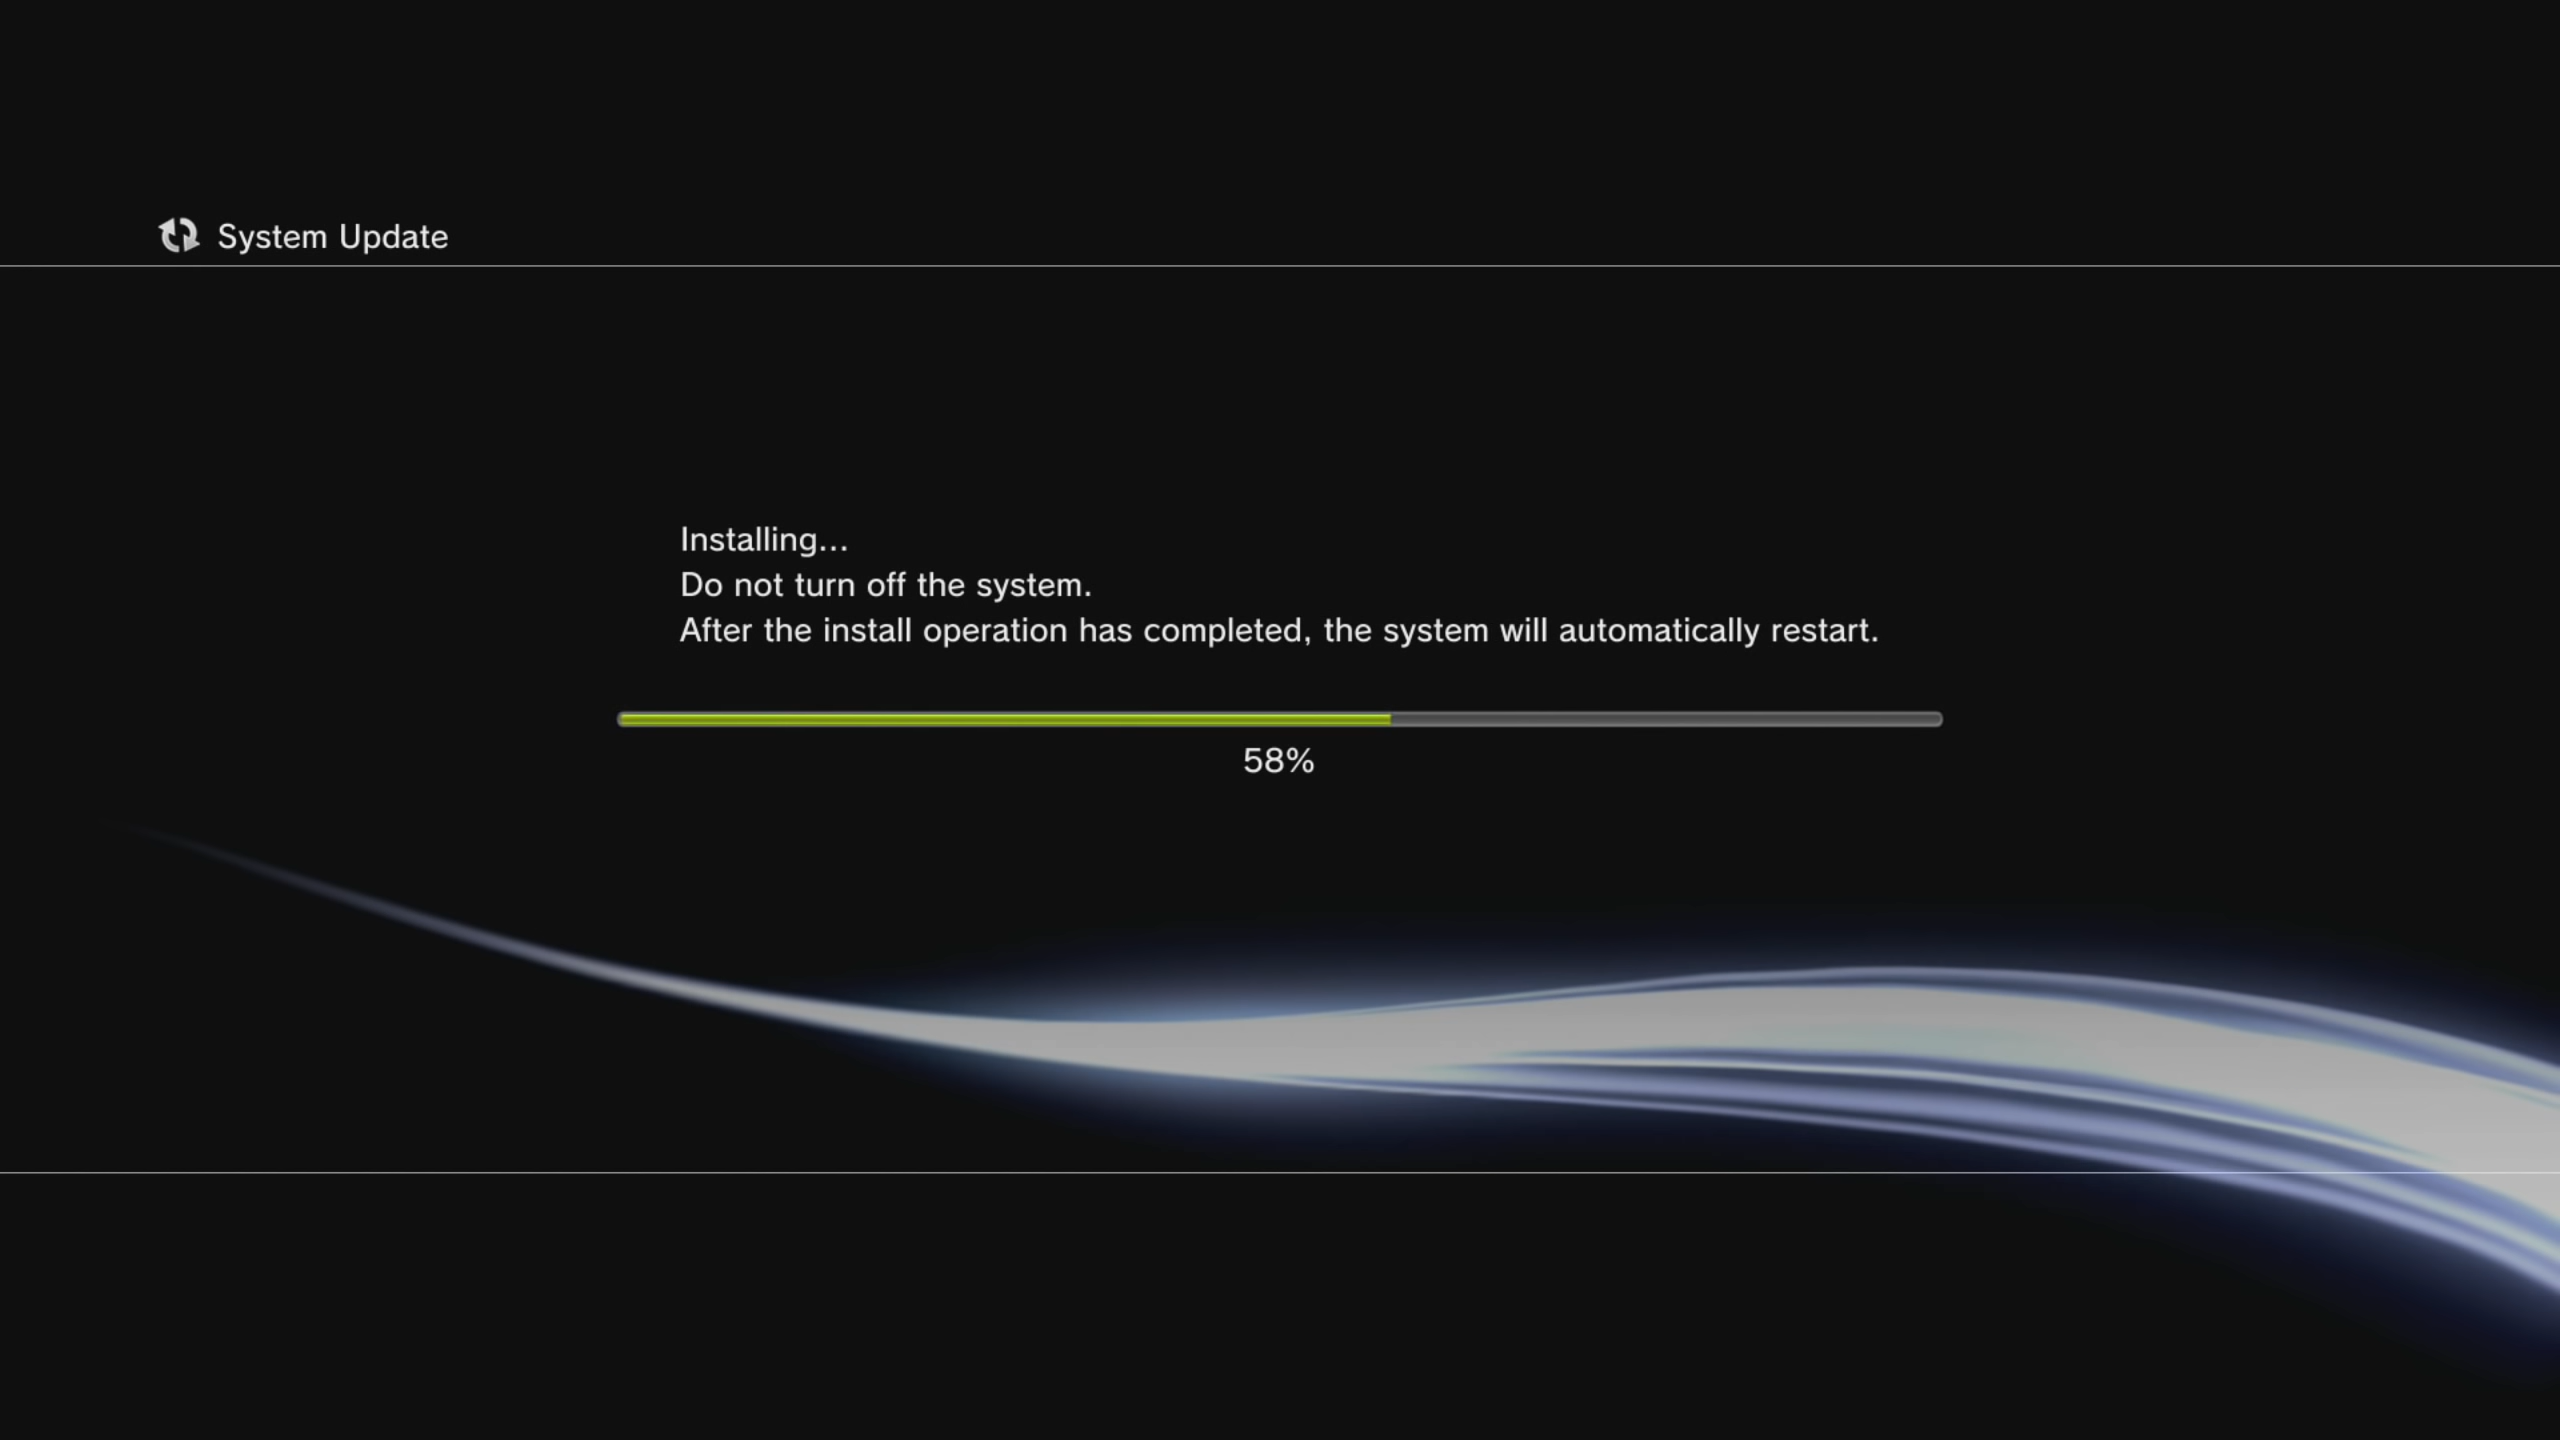 System Update
Installing...
Do not turn off the system.
After the install operation has completed, the system will automatically restart.
58%